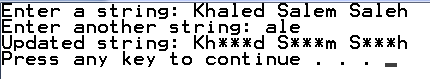 Enter a string: Khaled Salem Saleh
Enter another string: ale
Updated string: Kh***d S***m S***h
Press any key to continue . . .